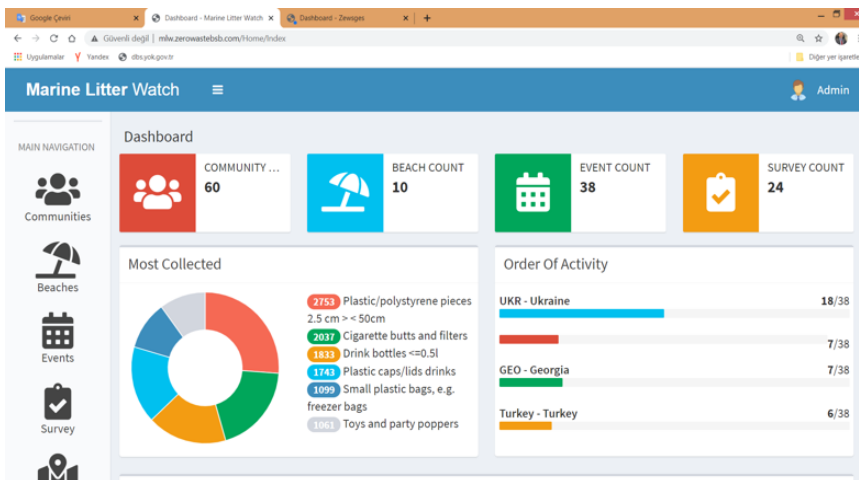 Google Çeviri
Dashboard - Marine Litter Watch
Dashboard - Zewsges
Güvenli değil | mlw.zerowastebsb.com/Home/Index
Uygulamalar Yandex dbs.yok.gov.tr
Diğer yer işaretle
Marine Litter Watch
Admin
MAIN NAVIGATION
Communities
Beaches
Events
Survey
Dashboard
COMMUNITY ...
60
BEACH COUNT
10
EVENT COUNT
38
SURVEY COUNT
24
Most Collected
2753 Plastic/polystyrene pieces
2.5 cm > < 50cm
2037 Cigarette butts and filters
1833 Drink bottles <=0.5l
1743 Plastic caps/lids drinks
1099 Small plastic bags, e.g.
freezer bags
1061 Toys and party poppers
Order Of Activity
UKR - Ukraine 18/38
7/38
GEO - Georgia 7/38
Turkey - Turkey 6/38